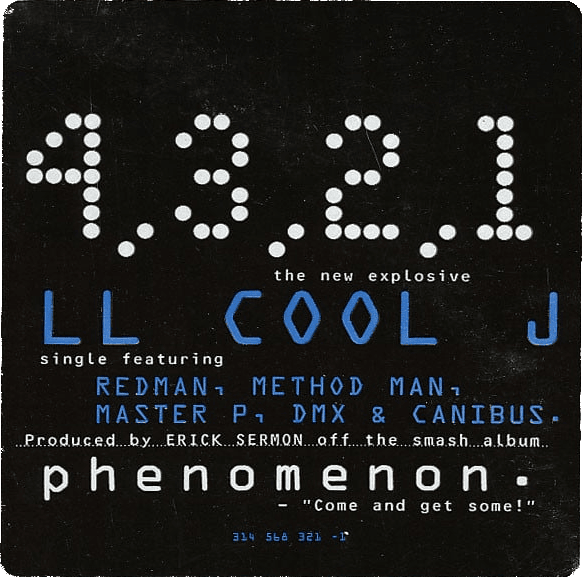 4,3,2,1
the new explosive
LL COOL J
single featuring
REDMAN, METHOD MAN,
MASTER P, DMX & CANIBUS.
Produced by ERICK SERMON off the smash album
phenomenon.
- "Come and get some!"
314 568 321 -1